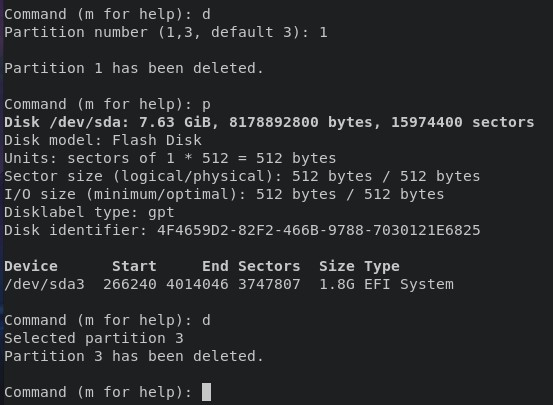 Command (m for help): d
Partition number (1,3, default 3): 1
Partition 1 has been deleted.
Command (m for help): p
Disk /dev/sda: 7.63 GiB, 8178892800 bytes, 15974400 sectors
Disk model: Flash Disk
Units: sectors of 1 * 512 = 512 bytes
Sector size (logical/physical): 512 bytes / 512 bytes
I/O size (minimum/optimal): 512 bytes / 512 bytes
Disklabel type: gpt
Disk identifier: 4F4659D2-82F2-466B-9788-7030121E6825
Device Start End Sectors Size Type
/dev/sda3 266240 4014046 3747807 1.8G EFI System
Command (m for help): d
Selected partition 3
Partition 3 has been deleted.
Command (m for help):